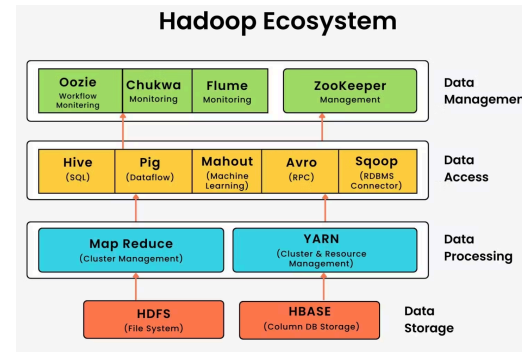 Hadoop Ecosystem
Oozie
Workflow
Monitering
Chukwa
Monitoring
Flume
Monitoring
ZooKeeper
Management
Data
Management
Hive
(SQL)
Pig
(Dataflow)
Mahout
(Machine
Learning)
Avro
(RPC)
Sqoop
(RDBMS
Connector)
Data
Access
Map Reduce
(Cluster Management)
YARN
(Cluster & Resource
Management)
Data
Processing
HDFS
(File System)
HBASE
(Column DB Storage)
Data
Storage